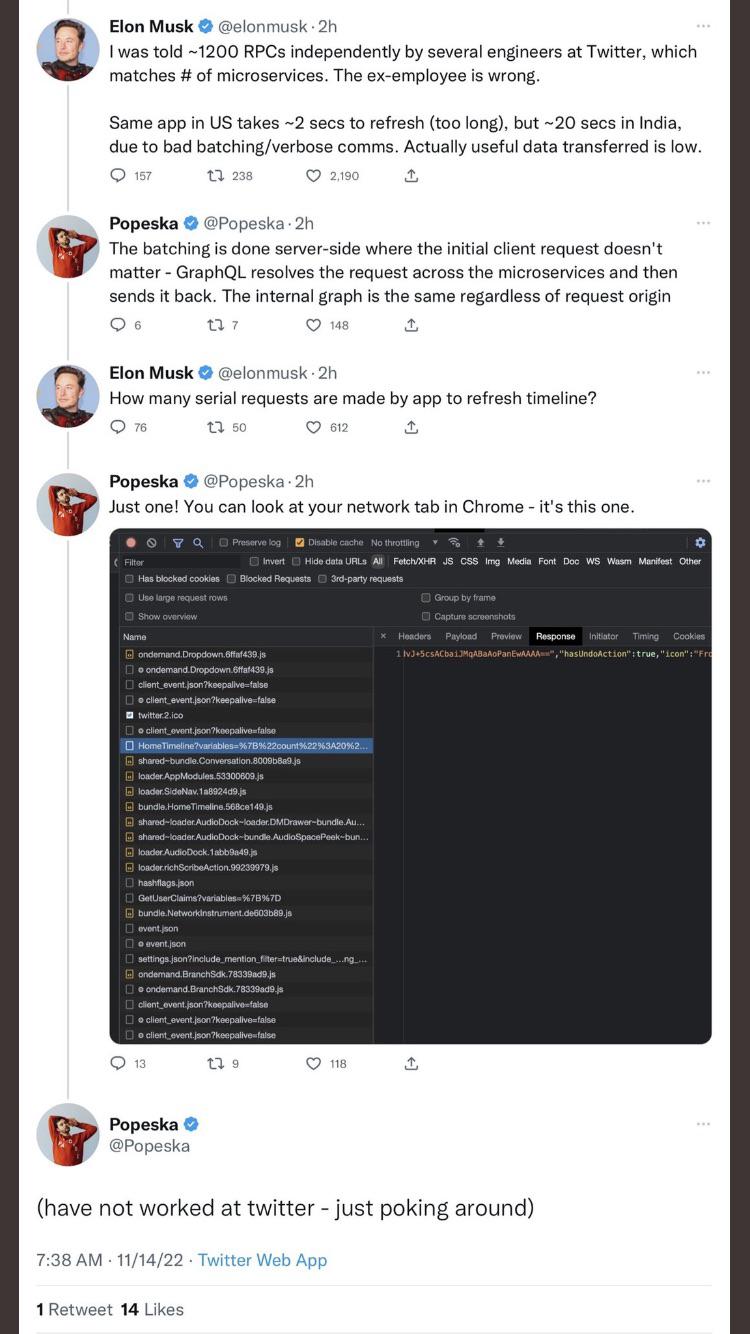 Elon Musk @elonmusk · 2h
I was told ~1200 RPCs independently by several engineers at Twitter, which
matches # of microservices. The ex-employee is wrong.
Same app in US takes ~2 secs to refresh (too long), but ~20 secs in India,
due to bad batching/verbose comms. Actually useful data transferred is low.
157 238 2,190
Popeska @Popeska · 2h
The batching is done server-side where the initial client request doesn't
matter - GraphQL resolves the request across the microservices and then
sends it back. The internal graph is the same regardless of request origin
6 7 148
Elon Musk @elonmusk · 2h
How many serial requests are made by app to refresh timeline?
76 50 612
Popeska @Popeska · 2h
Just one! You can look at your network tab in Chrome - it's this one.
Preserve log Disable cache No throttling
Filter Invert Hide data URLs All Fetch/XHR JS CSS Img Media Font Doc WS Wasm Manifest Other
Has blocked cookies Blocked Requests 3rd-party requests
Use large request rows Group by frame
Show overview Capture screenshots
Name × Headers Payload Preview Response Initiator Timing Cookies
1 lvJ+5csACbaiJMqABaAoPanEwAAAA==","hasUndoAction":true,"icon":"Fro
ondemand.Dropdown.6ffaf439.js
ondemand.Dropdown.6ffaf439.js
client_event.json?keepalive=false
client_event.json?keepalive=false
twitter.2.ico
client_event.json?keepalive=false
HomeTimeline?variables=%7B%22count%22%3A20%2...
shared~bundle.Conversation.8009b8a9.js
loader.AppModules.53300609.js
loader.SideNav.1a8924d9.js
bundle.HomeTimeline.568ce149.js
shared~loader.AudioDock~loader.DMDrawer~bundle.Au...
shared~loader.AudioDock~bundle.AudioSpacePeek~bun...
loader.AudioDock.1abb9a49.js
loader.richScribeAction.99239979.js
hashflags.json
GetUserClaims?variables=%7B%7D
bundle.NetworkInstrument.de603b89.js
event.json
event.json
settings.json?include_mention_filter=true&include_...ng_...
ondemand.BranchSdk.78339ad9.js
ondemand.BranchSdk.78339ad9.js
client_event.json?keepalive=false
client_event.json?keepalive=false
client_event.json?keepalive=false
13 9 118
Popeska
@Popeska
(have not worked at twitter - just poking around)
7:38 AM · 11/14/22 · Twitter Web App
1 Retweet 14 Likes